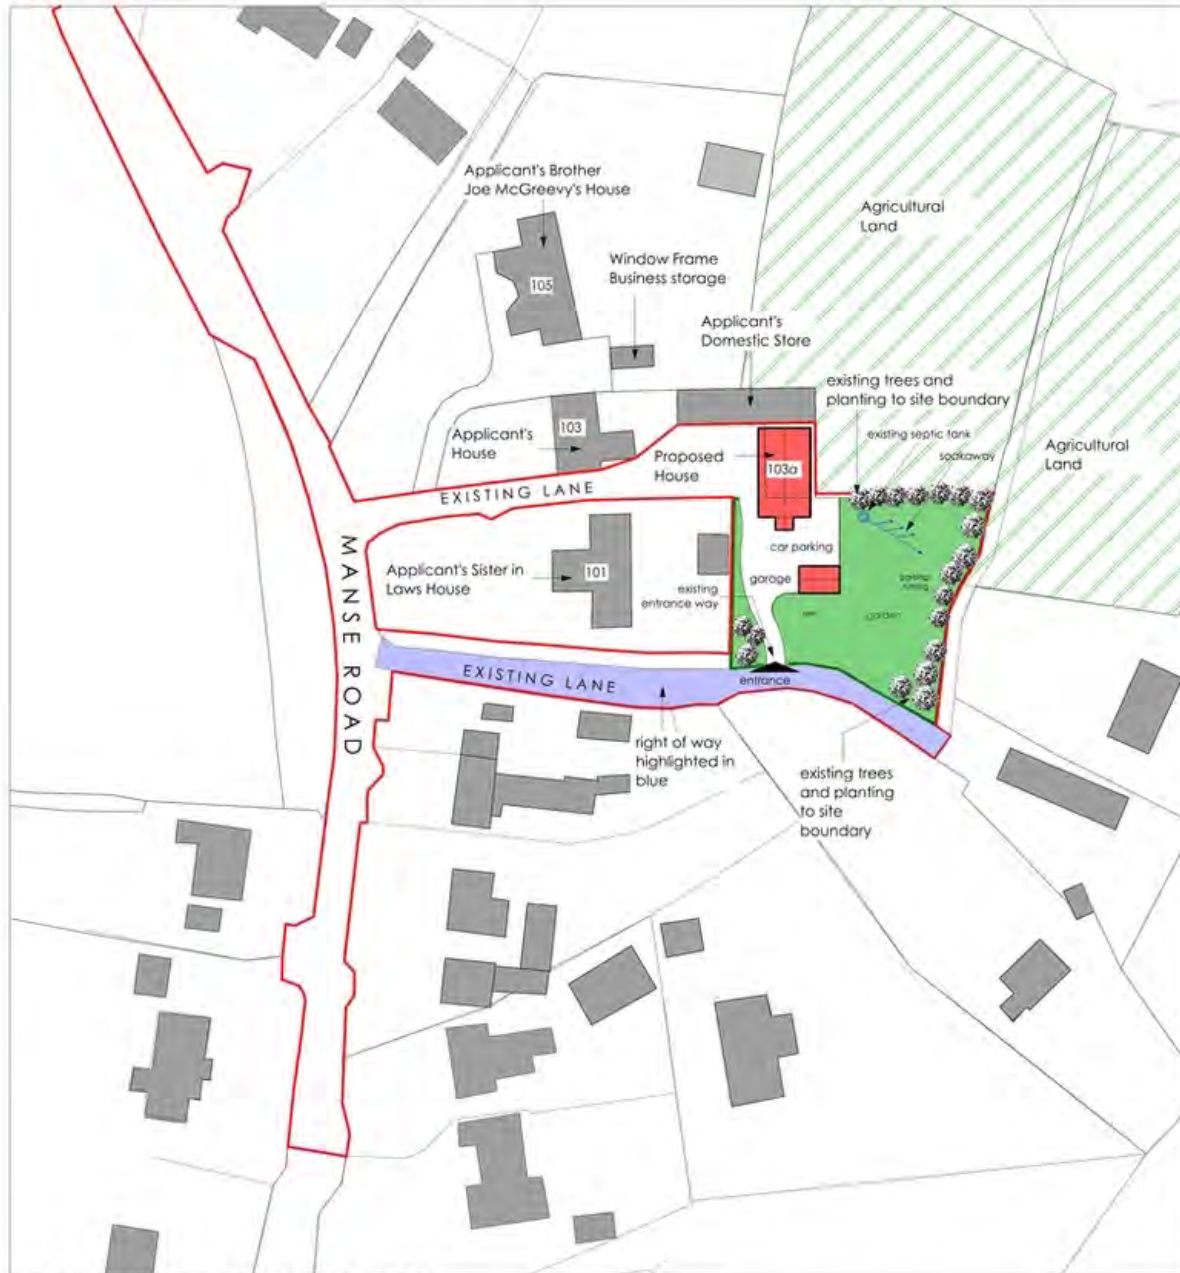 Applicant's Brother
Joe McGreevy's House
105
Window Frame
Business storage
Applicant's
Domestic Store
Agricultural
Land
existing trees and
planting to site boundary
existing septic tank
soakaway
Agricultural
Land
103
Applicant's
House
Proposed
House
103a
EXISTING LANE
car parking
garage
existing
entrance way
garden
Applicant's Sister in
Laws House
101
MANSE ROAD
EXISTING LANE
entrance
right of way
highlighted in
blue
existing trees
and planting
to site
boundary